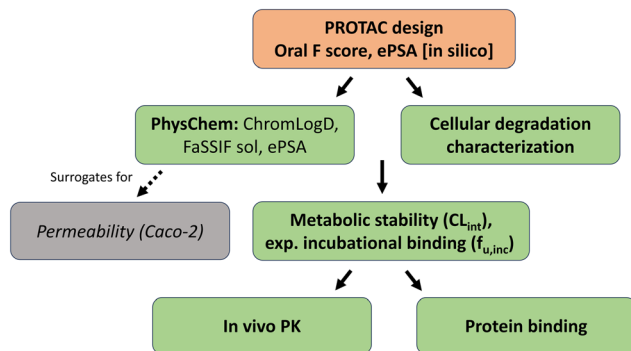 PROTAC design
Oral F score, ePSA [in silico]
PhysChem: ChromLogD,
FaSSIF sol, ePSA
Cellular degradation
characterization
Surrogates for
Permeability (Caco-2)
Metabolic stability (CLint),
exp. incubational binding (fu,inc)
In vivo PK
Protein binding